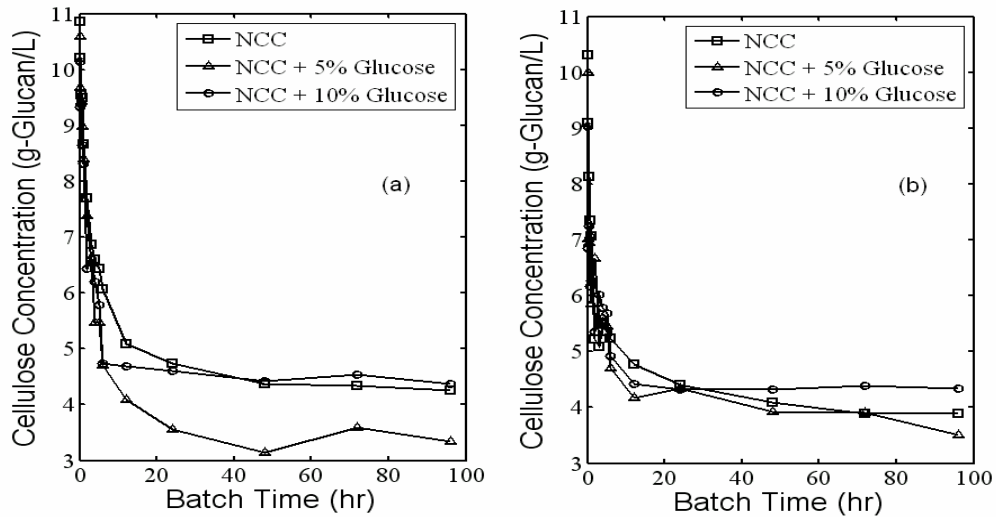 Cellulose Concentration (g-Glucan/L)
11
10
9
8
7
6
5
4
3
NCC
NCC + 5% Glucose
NCC + 10% Glucose
(a)
0 20 40 60 80 100
Batch Time (hr)
Cellulose Concentration (g-Glucan/L)
11
10
9
8
7
6
5
4
3
NCC
NCC + 5% Glucose
NCC + 10% Glucose
(b)
0 20 40 60 80 100
Batch Time (hr)